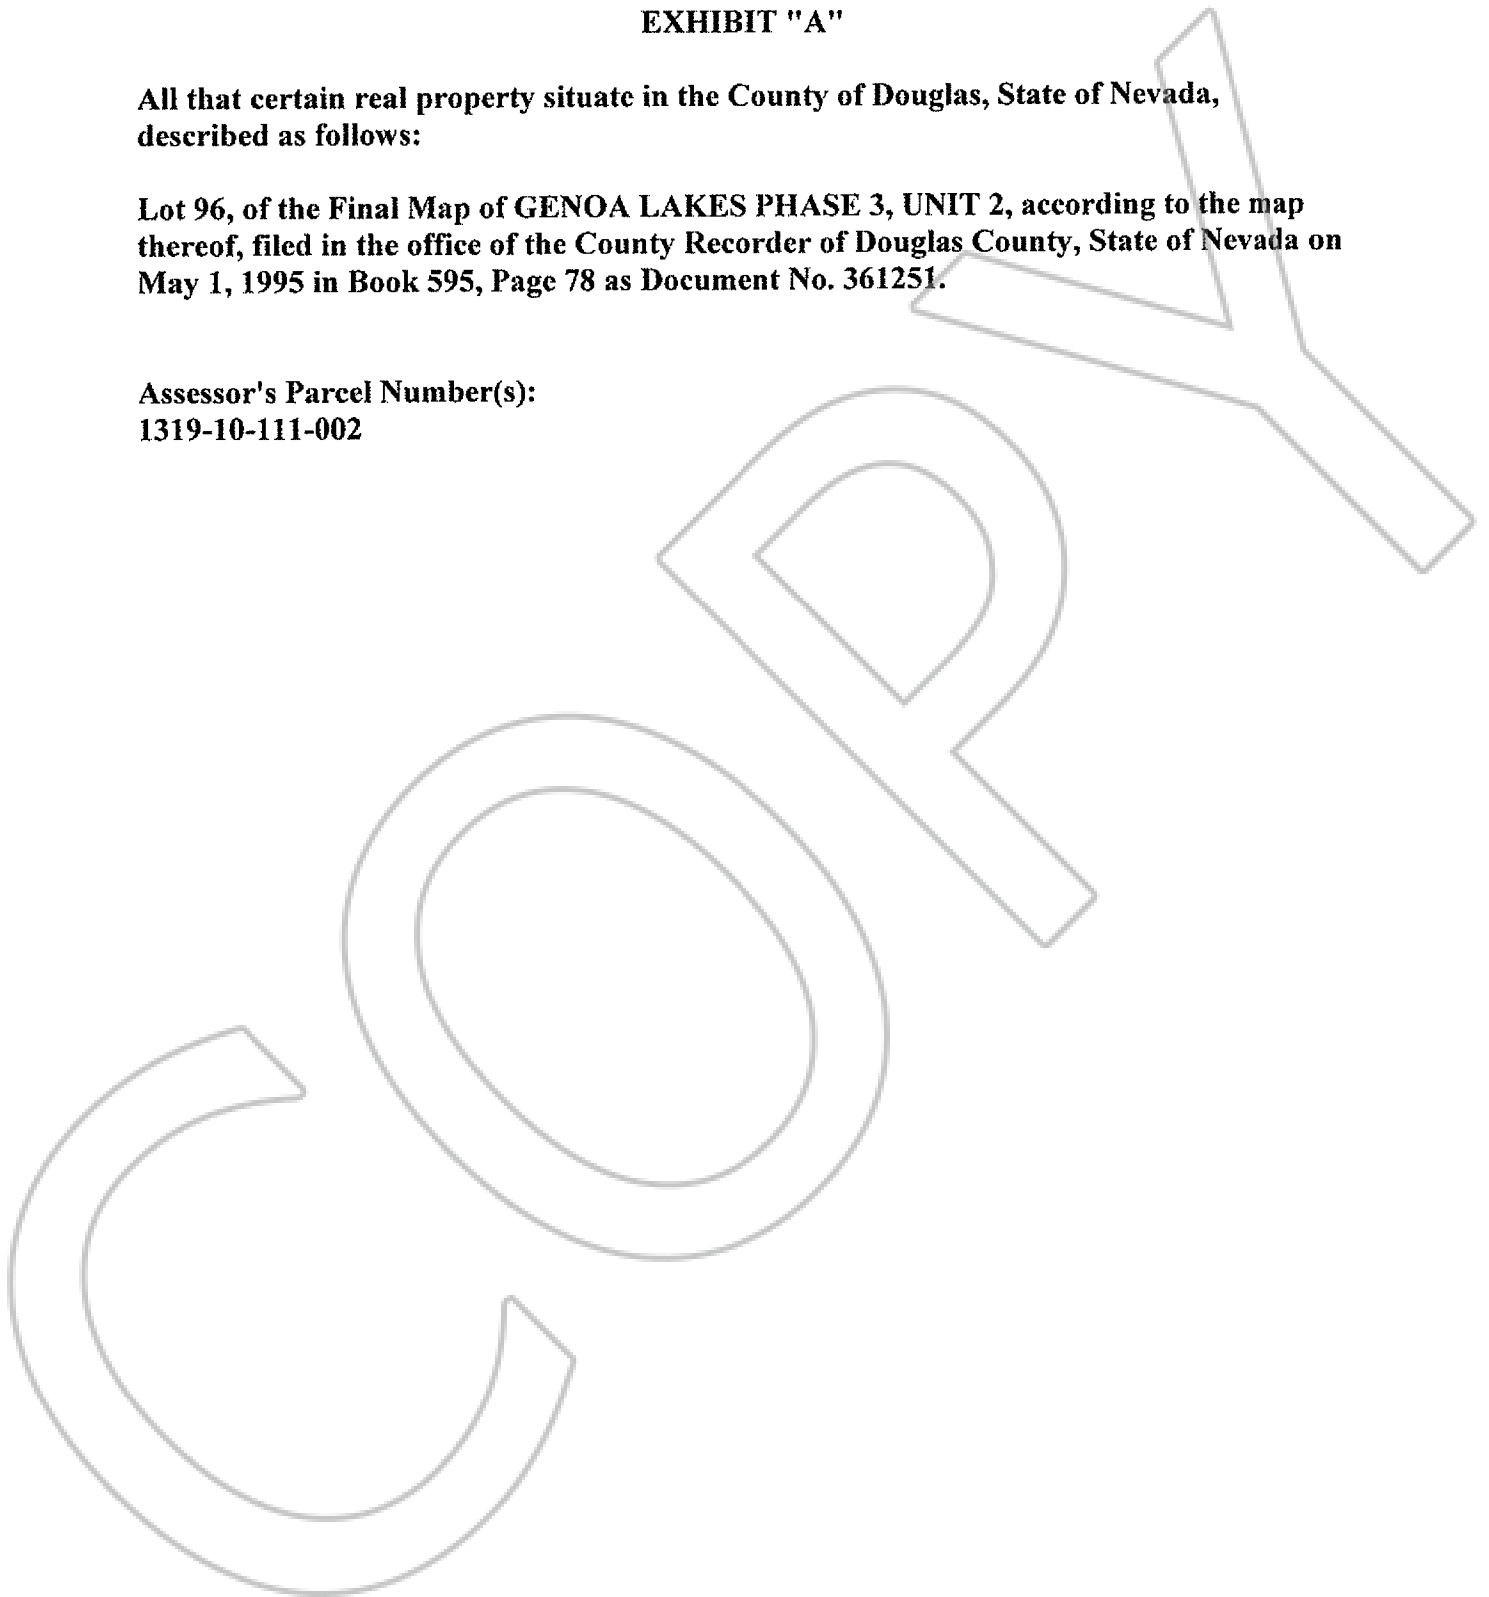 EXHIBIT "A"
All that certain real property situate in the County of Douglas, State of Nevada,
described as follows:
Lot 96, of the Final Map of GENOA LAKES PHASE 3, UNIT 2, according to the map
thereof, filed in the office of the County Recorder of Douglas County, State of Nevada on
May 1, 1995 in Book 595, Page 78 as Document No. 361251.
Assessor's Parcel Number(s):
1319-10-111-002
COPY